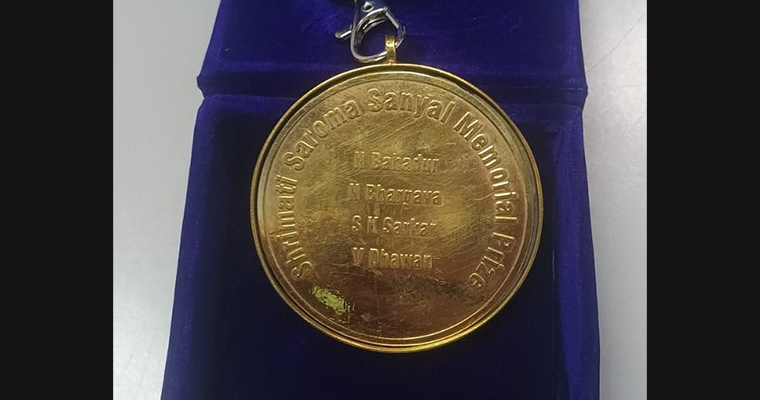 Shrimati Saroma Sanyal Memorial Prize
N Bahadur
N Bhargava
S K Sarkar
V Dhawan